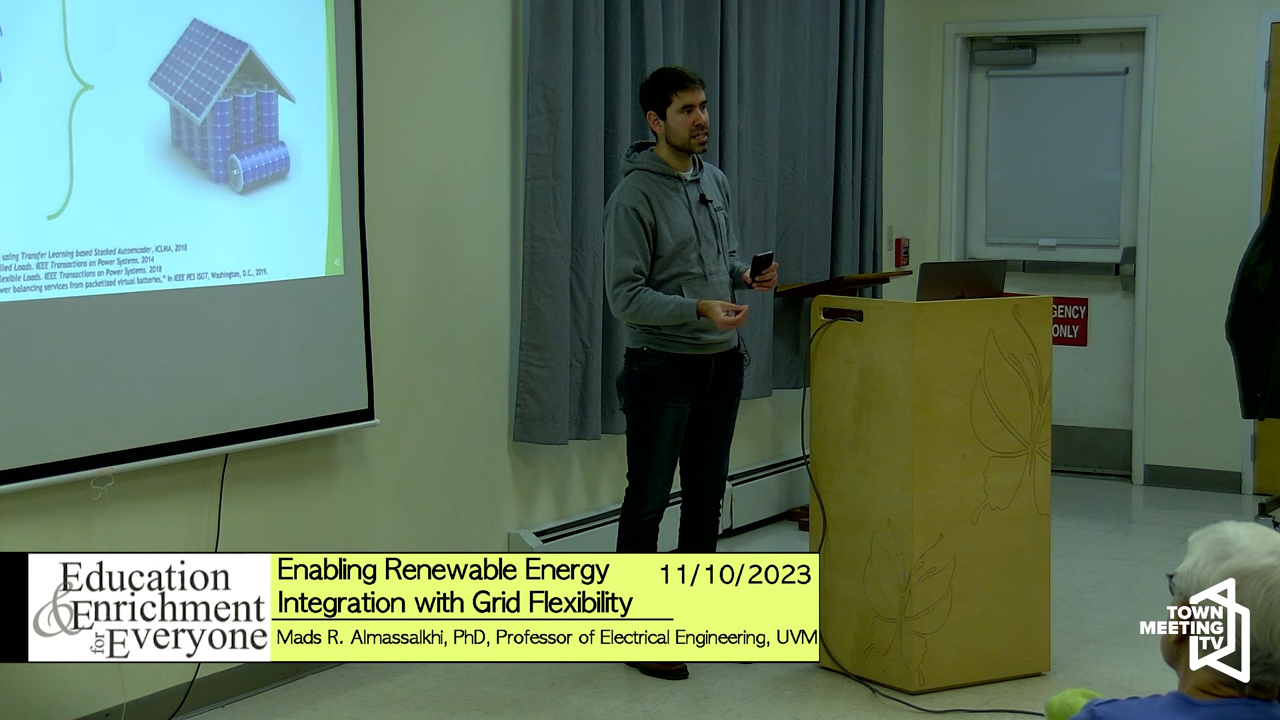 using Transfer Learning based Stacked Autoencoder, ICLMA, 2018
lled Loads. IEEE Transactions on Power Systems. 2014
lexible Loads. IEEE Transactions on Power Systems. 2018
wer balancing services from packetized virtual batteries," in IEEE PES ISGT, Washington, D.C., 2019.
GENCY
ONLY
Education
& Enrichment
for Everyone
Enabling Renewable Energy 11/10/2023
Integration with Grid Flexibility
Mads R. Almassalkhi, PhD, Professor of Electrical Engineering, UVM
TOWN
MEETING
TV